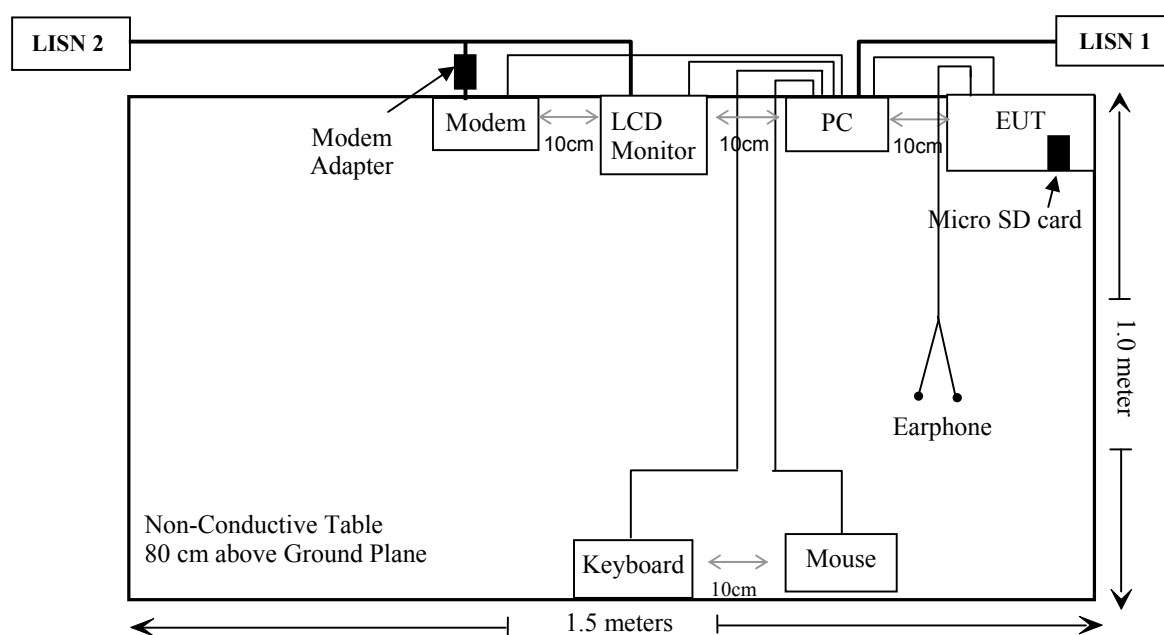 LISN 2
LISN 1
Modem
Adapter
Modem
10cm
LCD
Monitor
10cm
PC
10cm
EUT
Micro SD card
1.0 meter
Earphone
Non-Conductive Table
80 cm above Ground Plane
Keyboard
10cm
Mouse
1.5 meters